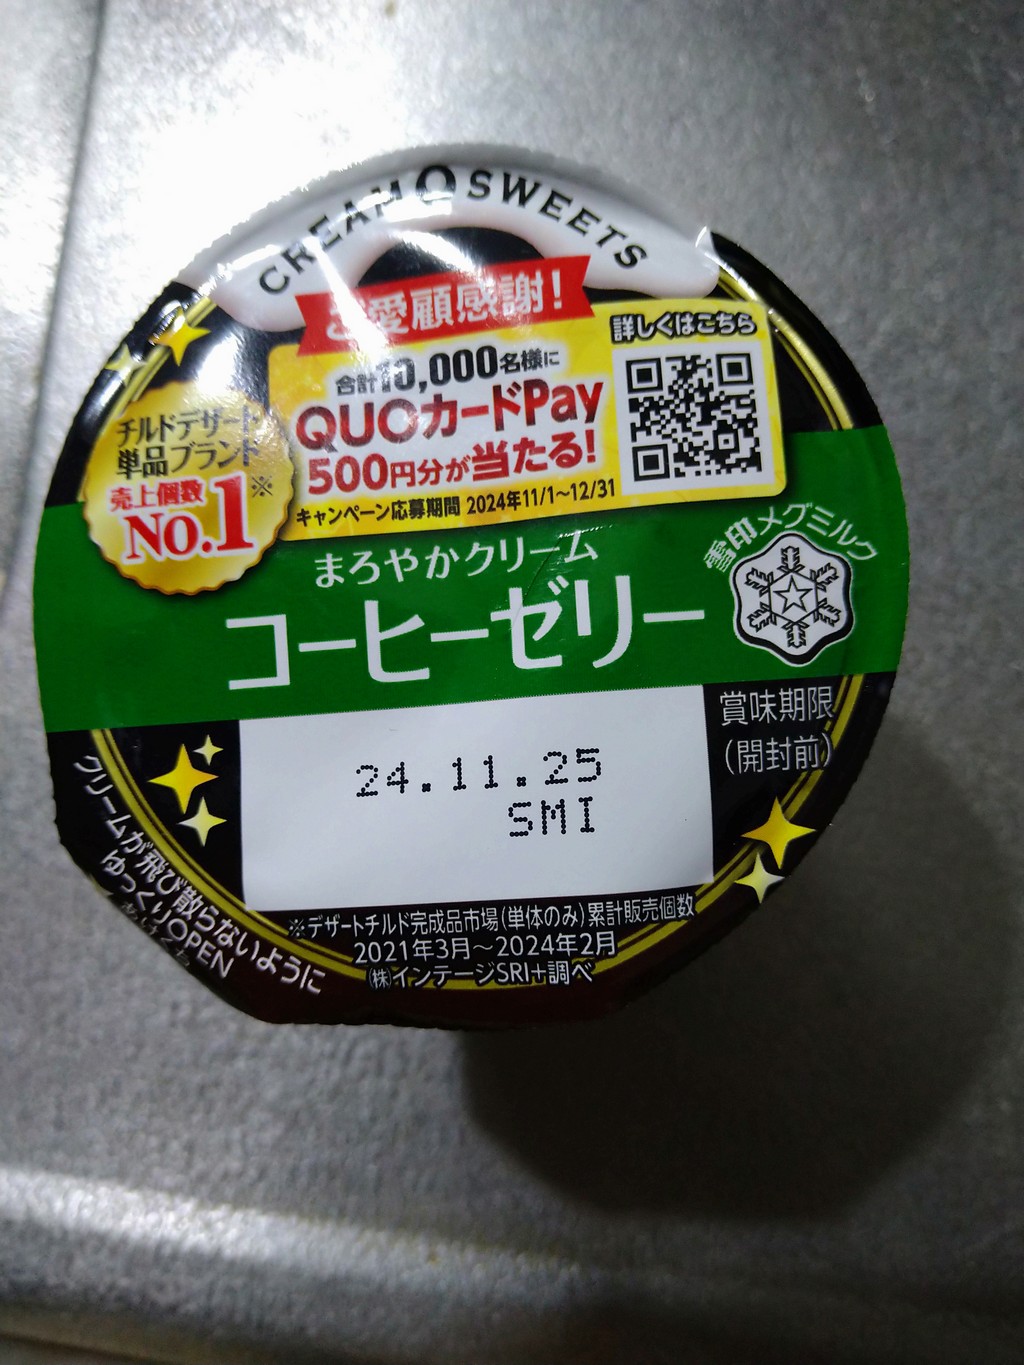 CREAM SWEETS
ご愛顧感謝!
合計10,000名様に
QUOカードPay
500円分が当たる!
キャンペーン応募期間 2024年11/1~12/31
詳しくはこちら
チルドデザート
単品ブランド
売上個数
No.1※
雪印メグミルク
まろやかクリーム
コーヒーゼリー
賞味期限
(開封前)
24.11.25
SMI
クリームが飛び散らないように
ゆっくりOPEN
あけくち
※デザートチルド完成品市場(単体のみ)累計販売個数
2021年3月~2024年2月
㈱インテージSRI+調べ